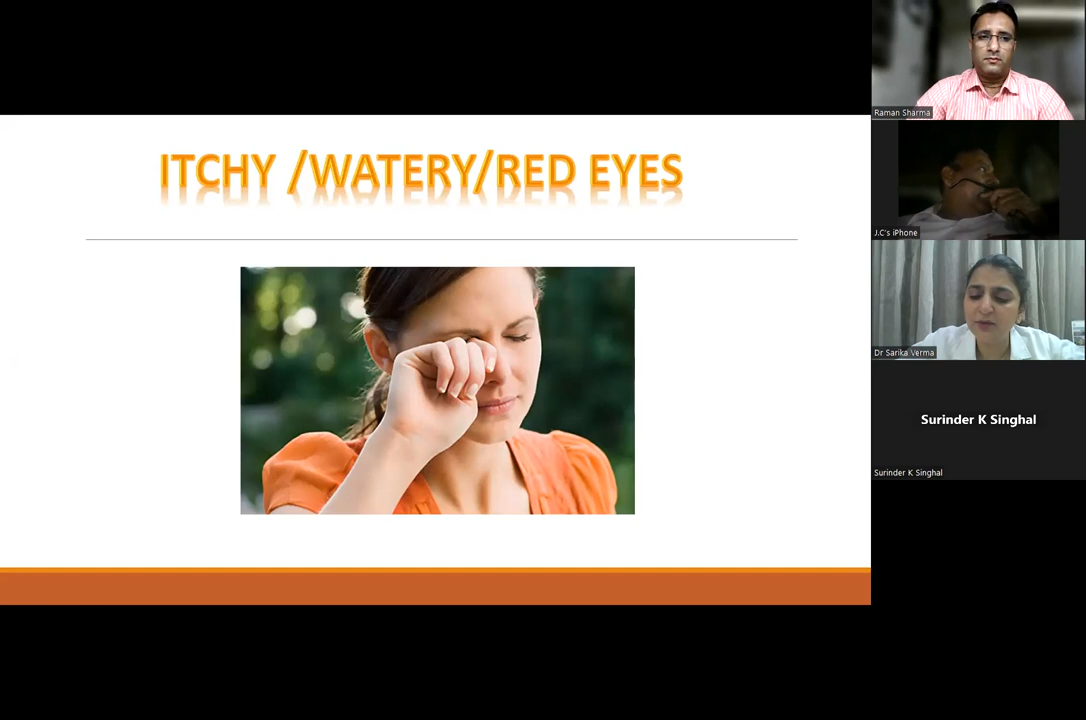 ITCHY /WATERY/RED EYES
Raman Sharma
J.C's iPhone
Dr Sarika Verma
Surinder K Singhal
Surinder K Singhal